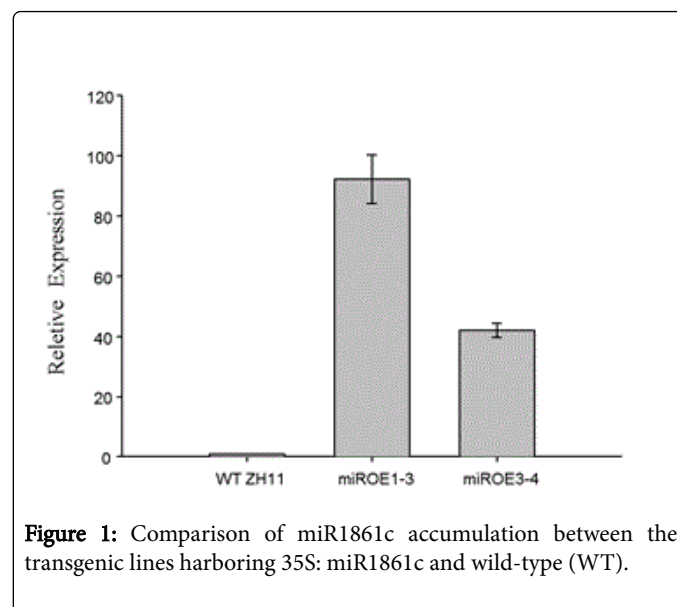 120
100
80
60
40
20
0
Reletive Expression
WT ZH11 miROE1-3 miROE3-4
Figure 1: Comparison of miR1861c accumulation between the
transgenic lines harboring 35S: miR1861c and wild-type (WT).